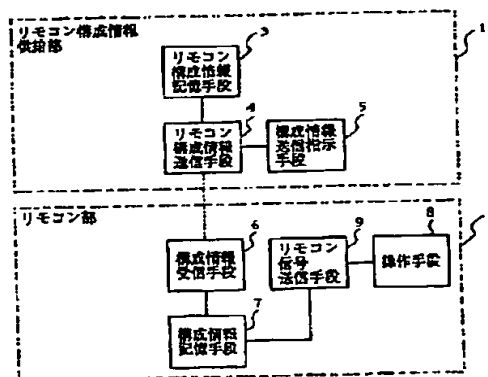 リモコン構成情報
供給部
1
3
リモコン
構成情報
記憶手段
4
リモコン
構成情報
送信手段
5
構成情報
送信指示
手段
リモコン部
6
構成情報
受信手段
9
リモコン
信号
送信手段
8
操作手段
7
構成情報
記憶手段